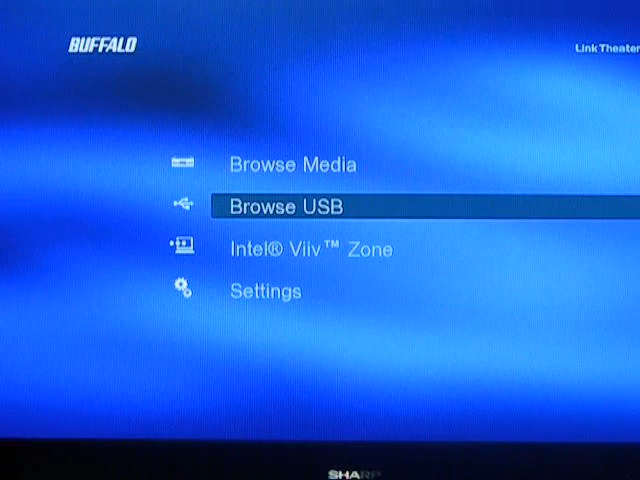 BUFFALO
Link Theater
Browse Media
Browse USB
Intel® Viiv™ Zone
Settings
SHARP